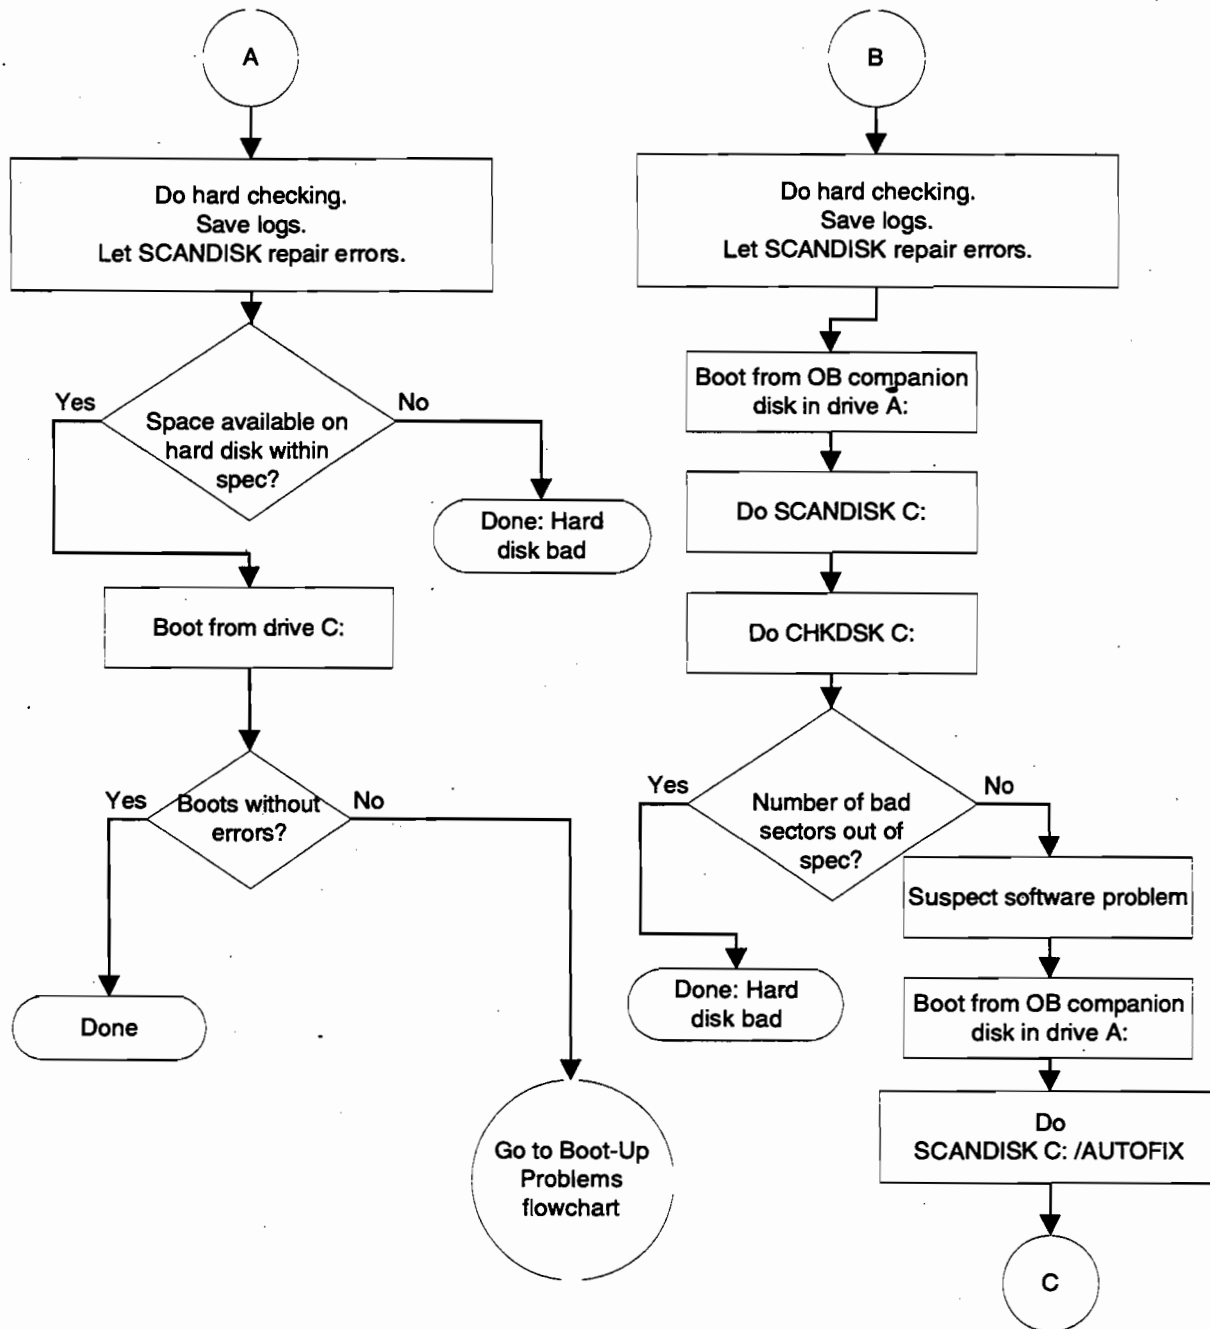 A
Do hard checking.
Save logs.
Let SCANDISK repair errors.
Yes
No
Space available on
hard disk within
spec?
Done: Hard
disk bad
Boot from drive C:
Yes
Boots without
errors?
No
Done
Go to Boot-Up
Problems
flowchart
B
Do hard checking.
Save logs.
Let SCANDISK repair errors.
Boot from OB companion
disk in drive A:
Do SCANDISK C:
Do CHKDSK C:
Yes
No
Number of bad
sectors out of
spec?
Done: Hard
disk bad
Suspect software problem
Boot from OB companion
disk in drive A:
Do
SCANDISK C: /AUTOFIX
C